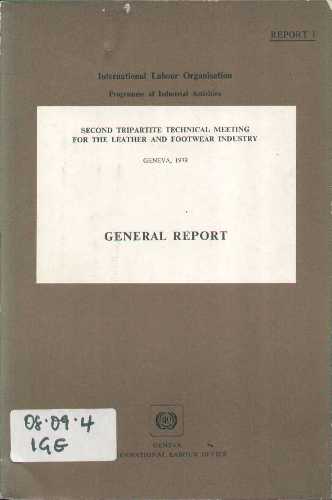 REPORT I
International Labour Organisation
Programme of Industrial Activities
SECOND TRIPARTITE TECHNICAL MEETING
FOR THE LEATHER AND FOOTWEAR INDUSTRY
GENEVA, 1979
GENERAL REPORT
08.09.4
IGE
GENEVA
INTERNATIONAL LABOUR OFFICE